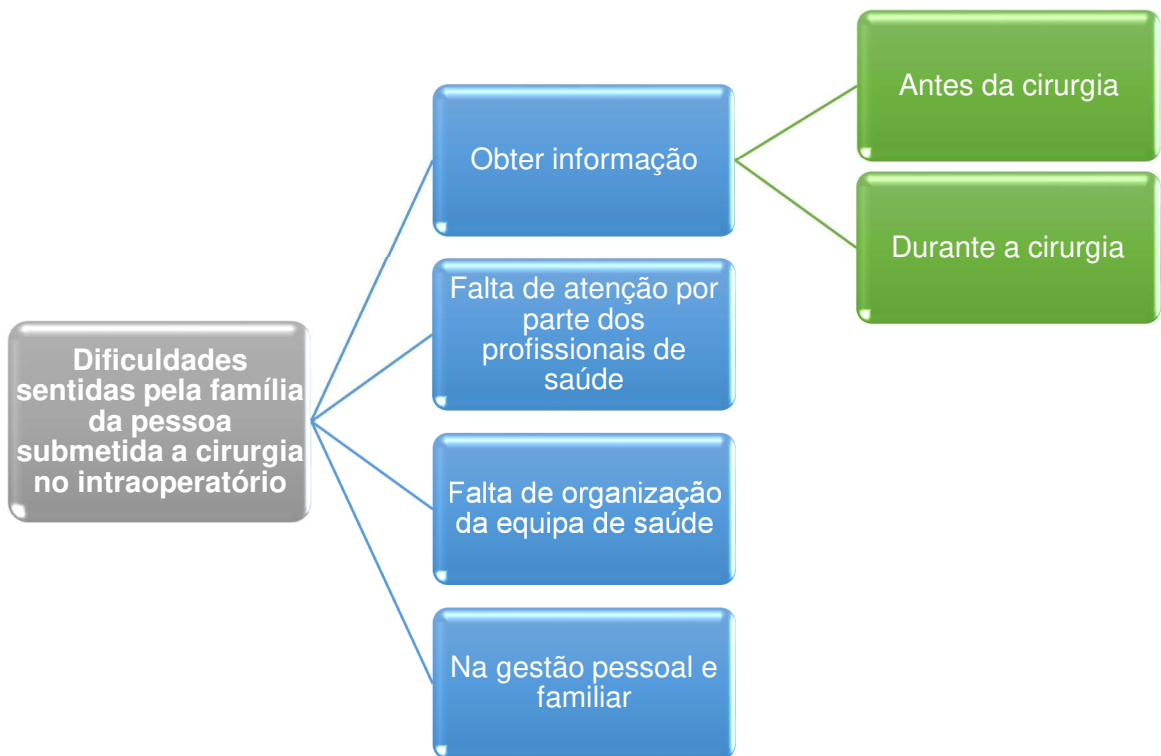 Dificuldades
sentidas pela família
da pessoa
submetida a cirurgia
no intraoperatório
Obter informação
Antes da cirurgia
Durante a cirurgia
Falta de atenção por
parte dos
profissionais de
saúde
Falta de organização
da equipa de saúde
Na gestão pessoal e
familiar